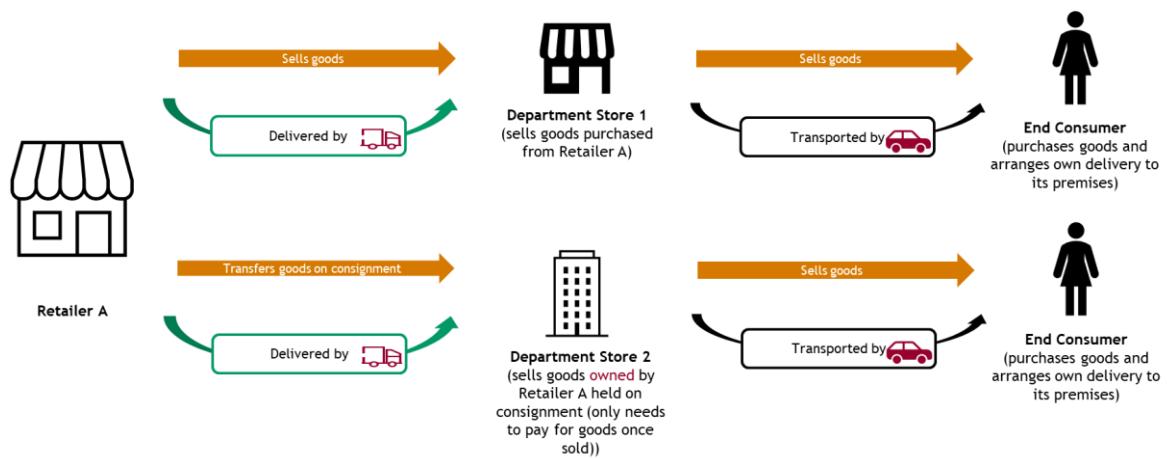 Sells goods
Sells goods
Delivered by
Department Store 1
(sells goods purchased
from Retailer A)
Transported by
End Consumer
(purchases goods and
arranges own delivery to
its premises)
Retailer A
Transfers goods on consignment
Sells goods
Delivered by
Department Store 2
(sells goods owned by
Retailer A held on
consignment (only needs
to pay for goods once
sold))
Transported by
End Consumer
(purchases goods and
arranges own delivery to
its premises)